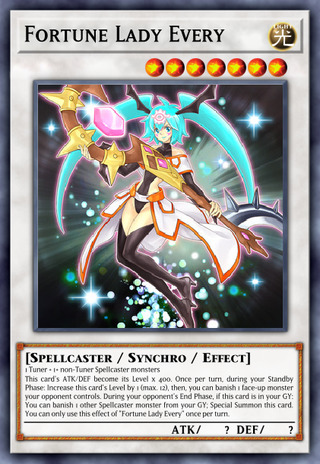 Fortune Lady Every
LIGHT
光
[Spellcaster / Synchro / Effect]
1 Tuner + 1+ non-Tuner Spellcaster monsters
This card's ATK/DEF become its Level x 400. Once per turn, during your Standby
Phase: Increase this card's Level by 1 (max. 12), then, you can banish 1 face-up monster
your opponent controls. During your opponent's End Phase, if this card is in your GY:
You can banish 1 other Spellcaster monster from your GY; Special Summon this card.
You can only use this effect of "Fortune Lady Every" once per turn.
ATK/ ? DEF/ ?